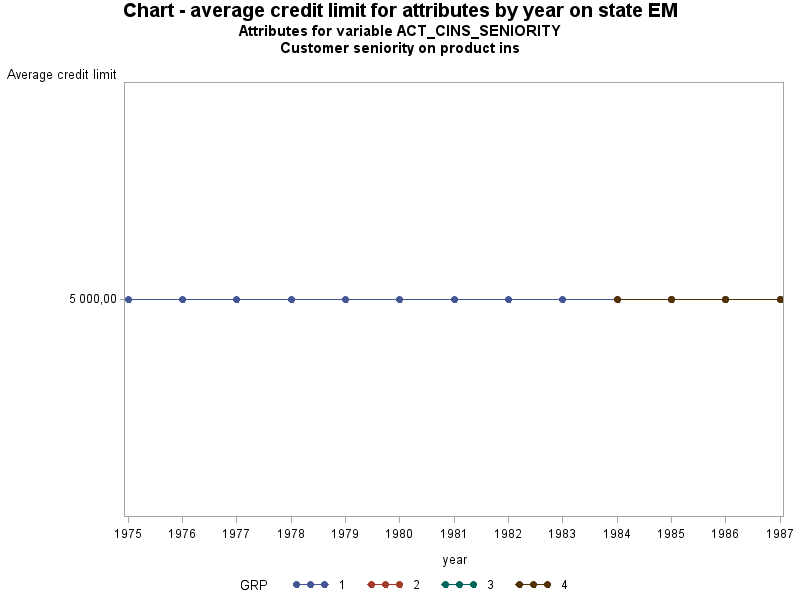 Chart - average credit limit for attributes by year on state EM
Attributes for variable ACT_CINS_SENIORITY
Customer seniority on product ins
Average credit limit
5 000,00
1975 1976 1977 1978 1979 1980 1981 1982 1983 1984 1985 1986 1987
year
GRP 1 2 3 4